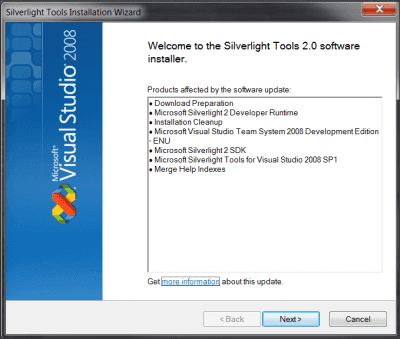 Silverlight Tools Installation Wizard
Microsoft®
Visual Studio 2008
Welcome to the Silverlight Tools 2.0 software
installer.
Products affected by the software update:
• Download Preparation
• Microsoft Silverlight 2 Developer Runtime
• Installation Cleanup
• Microsoft Visual Studio Team System 2008 Development Edition
- ENU
• Microsoft Silverlight 2 SDK
• Microsoft Silverlight Tools for Visual Studio 2008 SP1
• Merge Help Indexes
Get more information about this update.
< Back
Next >
Cancel